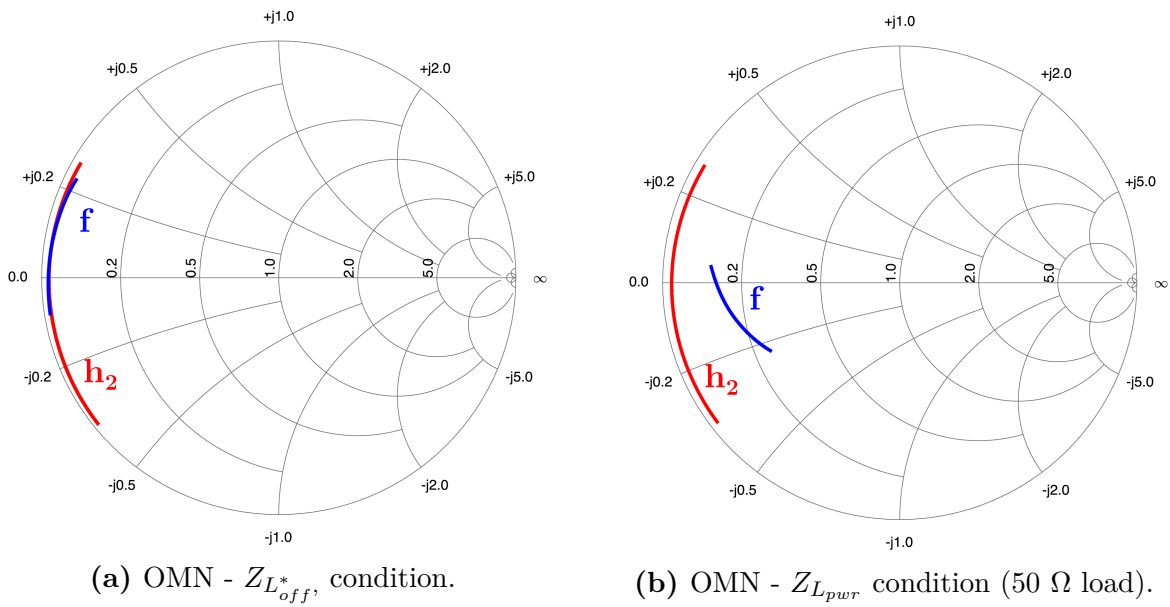 +j1.0
+j0.5
+j2.0
+j0.2
+j5.0
f
0.0
0.2
0.5
1.0
2.0
5.0
∞
h₂
-j0.2
-j5.0
-j0.5
-j2.0
-j1.0
(a) OMN - Z_{L^*_{off}}, condition.
+j1.0
+j0.5
+j2.0
+j0.2
+j5.0
0.0
0.2
0.5
1.0
2.0
5.0
∞
f
h₂
-j0.2
-j5.0
-j0.5
-j2.0
-j1.0
(b) OMN - Z_{L_{pwr}} condition (50 Ω load).